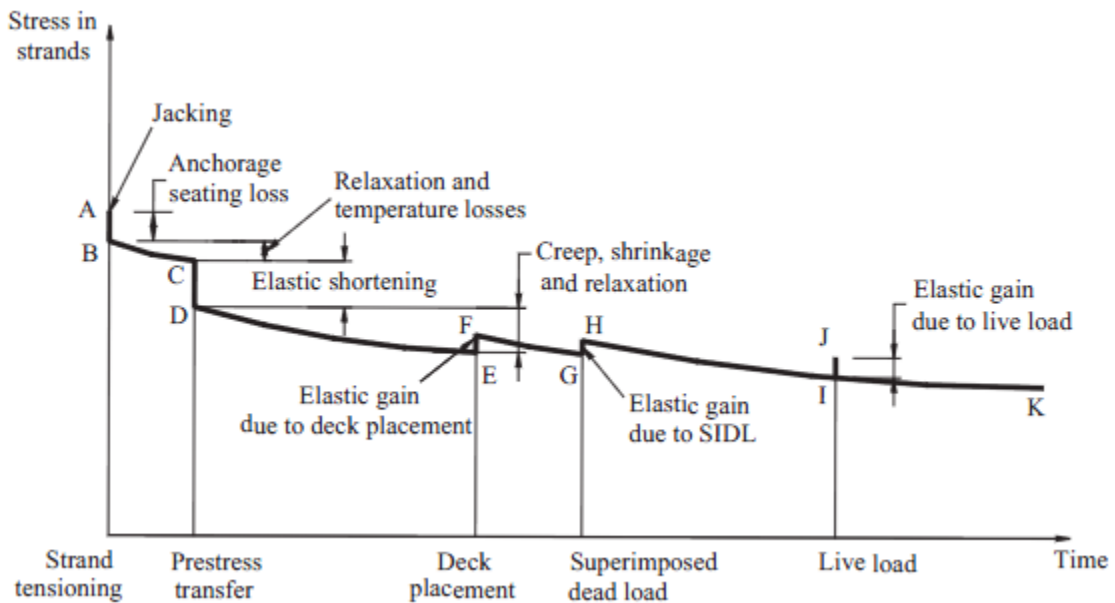 Stress in
strands
Jacking
Anchorage
seating loss
Relaxation and
temperature losses
A
B
C
Elastic shortening
Creep, shrinkage
and relaxation
D
F
H
Elastic gain
due to live load
J
E
G
I
K
Elastic gain
due to deck placement
Elastic gain
due to SIDL
Strand
tensioning
Prestress
transfer
Deck
placement
Superimposed
dead load
Live load
Time